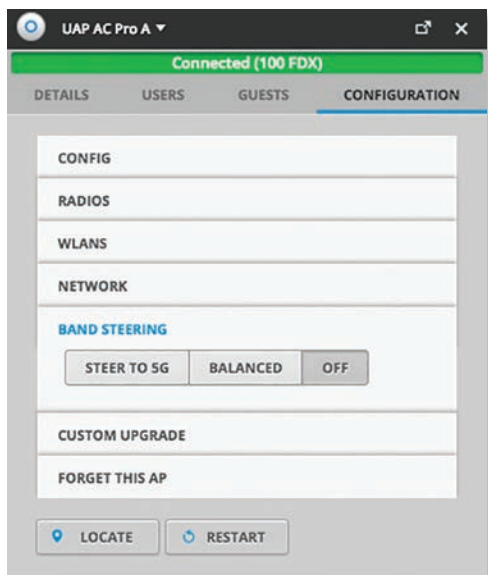 UAP AC Pro A
Connected (100 FDX)
DETAILS USERS GUESTS CONFIGURATION
CONFIG
RADIOS
WLANS
NETWORK
BAND STEERING
STEER TO 5G BALANCED OFF
CUSTOM UPGRADE
FORGET THIS AP
LOCATE RESTART